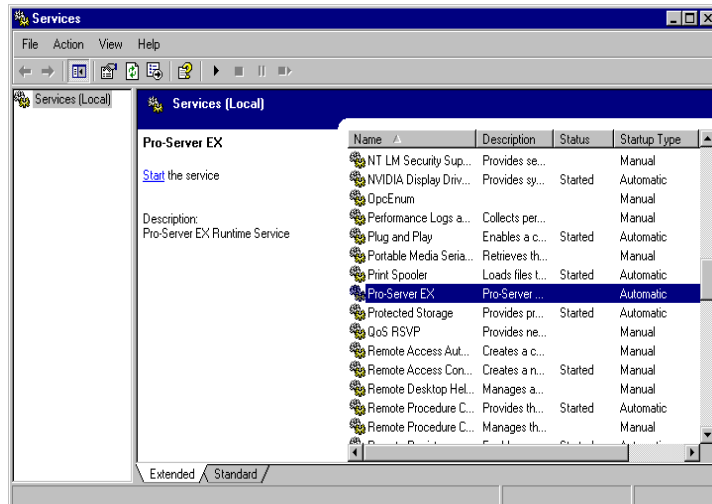 Services
File Action View Help
Services (Local)
Services (Local)
Pro-Server EX
Start the service
Description:
Pro-Server EX Runtime Service
Name Description Status Startup Type
NT LM Security Sup... Provides se... Manual
NVIDIA Display Driv... Provides sy... Started Automatic
OpcEnum Manual
Performance Logs a... Collects per... Manual
Plug and Play Enables a c... Started Automatic
Portable Media Seria... Retrieves th... Manual
Print Spooler Loads files t... Started Automatic
Pro-Server EX Pro-Server ... Automatic
Protected Storage Provides pr... Started Automatic
QoS RSVP Provides ne... Manual
Remote Access Aut... Creates a c... Manual
Remote Access Con... Creates a n... Started Manual
Remote Desktop Hel... Manages a... Manual
Remote Procedure C... Provides th... Started Automatic
Remote Procedure C... Manages th... Manual
Extended Standard